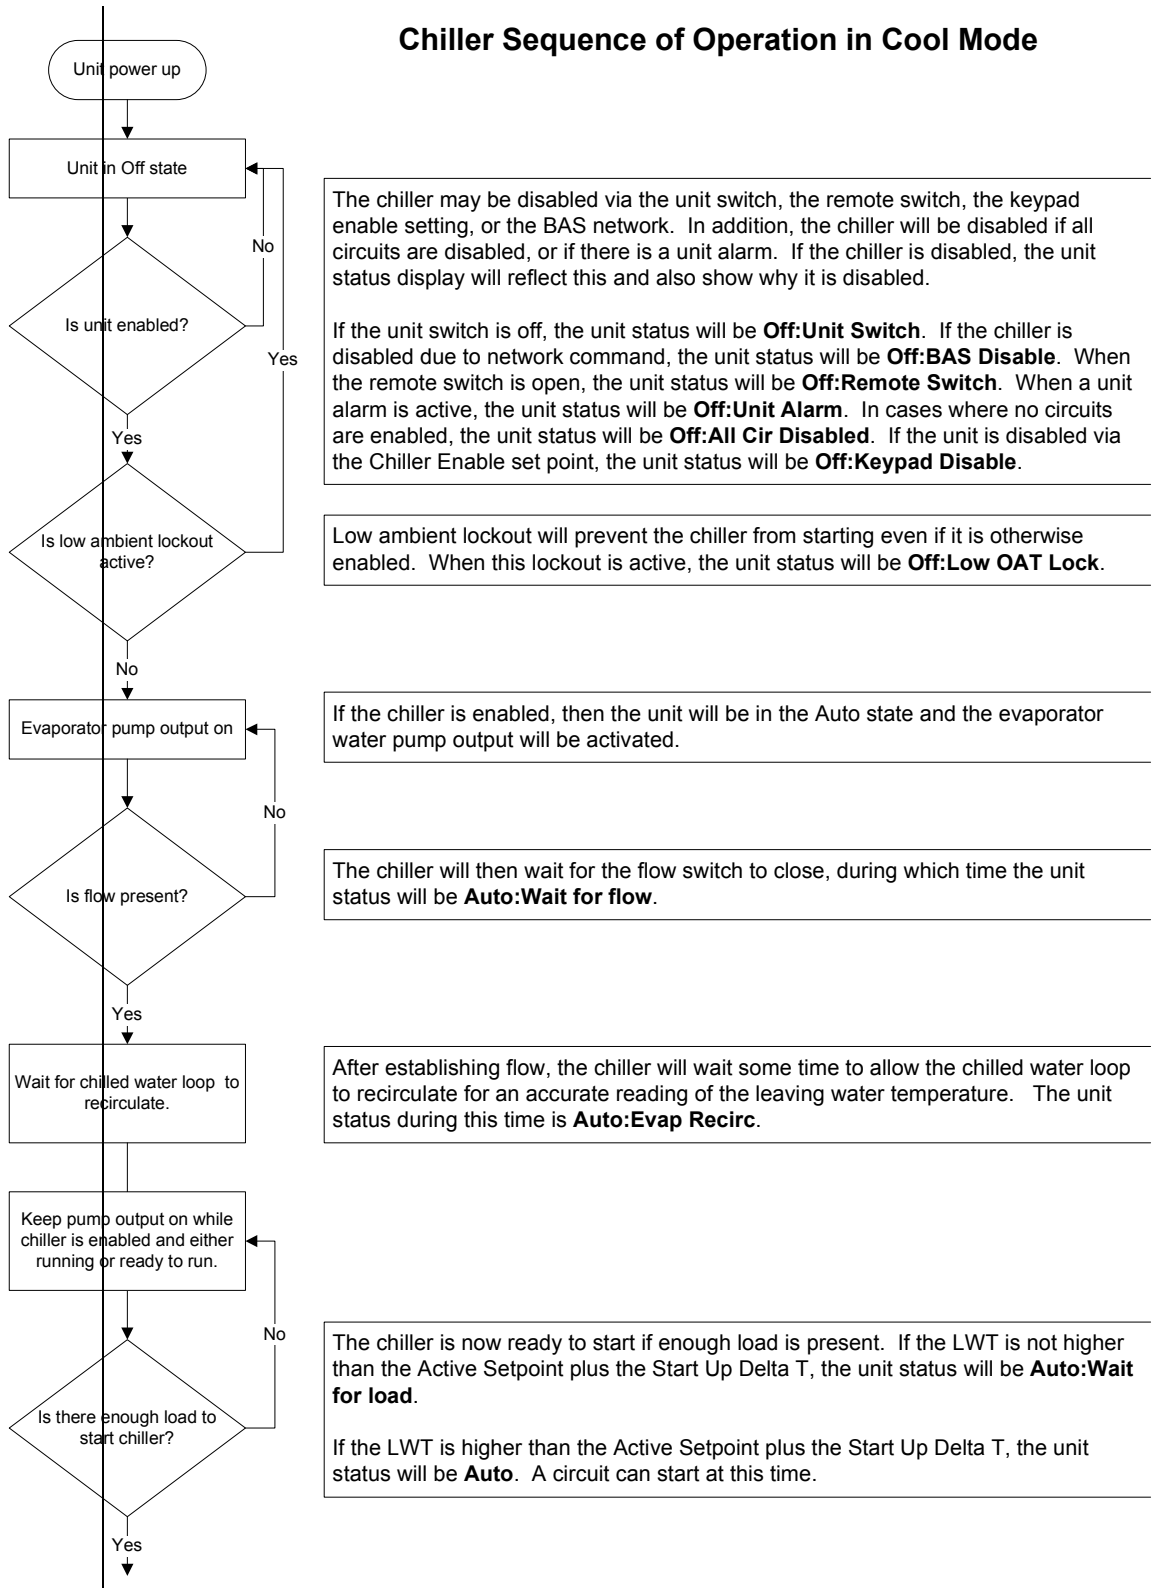 Chiller Sequence of Operation in Cool Mode
Unit power up
Unit in Off state
No
Is unit enabled?
Yes
Yes
The chiller may be disabled via the unit switch, the remote switch, the keypad
enable setting, or the BAS network.  In addition, the chiller will be disabled if all
circuits are disabled, or if there is a unit alarm.  If the chiller is disabled, the unit
status display will reflect this and also show why it is disabled.
If the unit switch is off, the unit status will be Off:Unit Switch.  If the chiller is
disabled due to network command, the unit status will be Off:BAS Disable.  When
the remote switch is open, the unit status will be Off:Remote Switch.  When a unit
alarm is active, the unit status will be Off:Unit Alarm.  In cases where no circuits
are enabled, the unit status will be Off:All Cir Disabled.  If the unit is disabled via
the Chiller Enable set point, the unit status will be Off:Keypad Disable.
Is low ambient lockout
active?
Low ambient lockout will prevent the chiller from starting even if it is otherwise
enabled.  When this lockout is active, the unit status will be Off:Low OAT Lock.
No
Evaporator pump output on
If the chiller is enabled, then the unit will be in the Auto state and the evaporator
water pump output will be activated.
No
Is flow present?
The chiller will then wait for the flow switch to close, during which time the unit
status will be Auto:Wait for flow.
Yes
Wait for chilled water loop  to
recirculate.
After establishing flow, the chiller will wait some time to allow the chilled water loop
to recirculate for an accurate reading of the leaving water temperature.   The unit
status during this time is Auto:Evap Recirc.
Keep pump output on while
chiller is enabled and either
running or ready to run.
No
Is there enough load to
start chiller?
The chiller is now ready to start if enough load is present.  If the LWT is not higher
than the Active Setpoint plus the Start Up Delta T, the unit status will be Auto:Wait
for load.
If the LWT is higher than the Active Setpoint plus the Start Up Delta T, the unit
status will be Auto.  A circuit can start at this time.
Yes